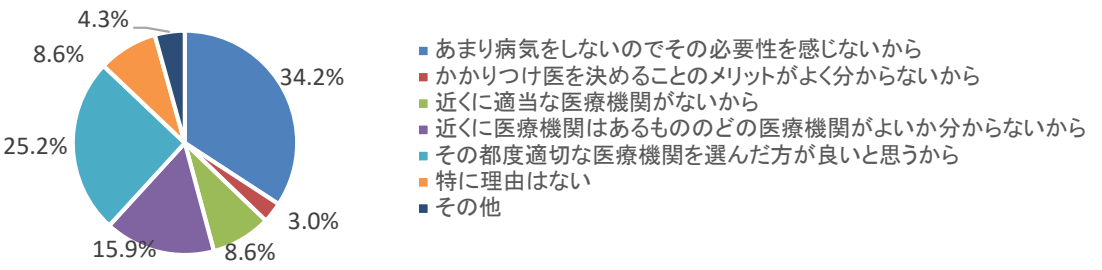 4.3%
8.6%
34.2%
25.2%
3.0%
15.9%
8.6%
あまり病気をしないのでその必要性を感じないから
かかりつけ医を決めることのメリットがよく分からないから
近くに適当な医療機関がないから
近くに医療機関はあるもののどの医療機関がよいか分からないから
その都度適切な医療機関を選んだ方が良いと思うから
特に理由はない
その他